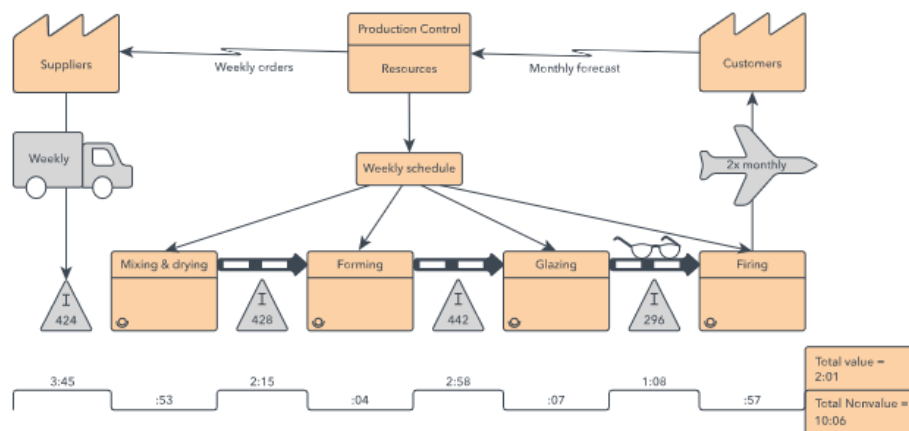 Production Control
Suppliers
Weekly orders
Resources
Monthly forecast
Customers
Weekly
Weekly schedule
2x monthly
Mixing & drying
Forming
Glazing
Firing
I
424
I
428
I
442
I
296
3:45
:53
2:15
:04
2:58
:07
1:08
:57
Total value =
2:01
Total Nonvalue =
10:06